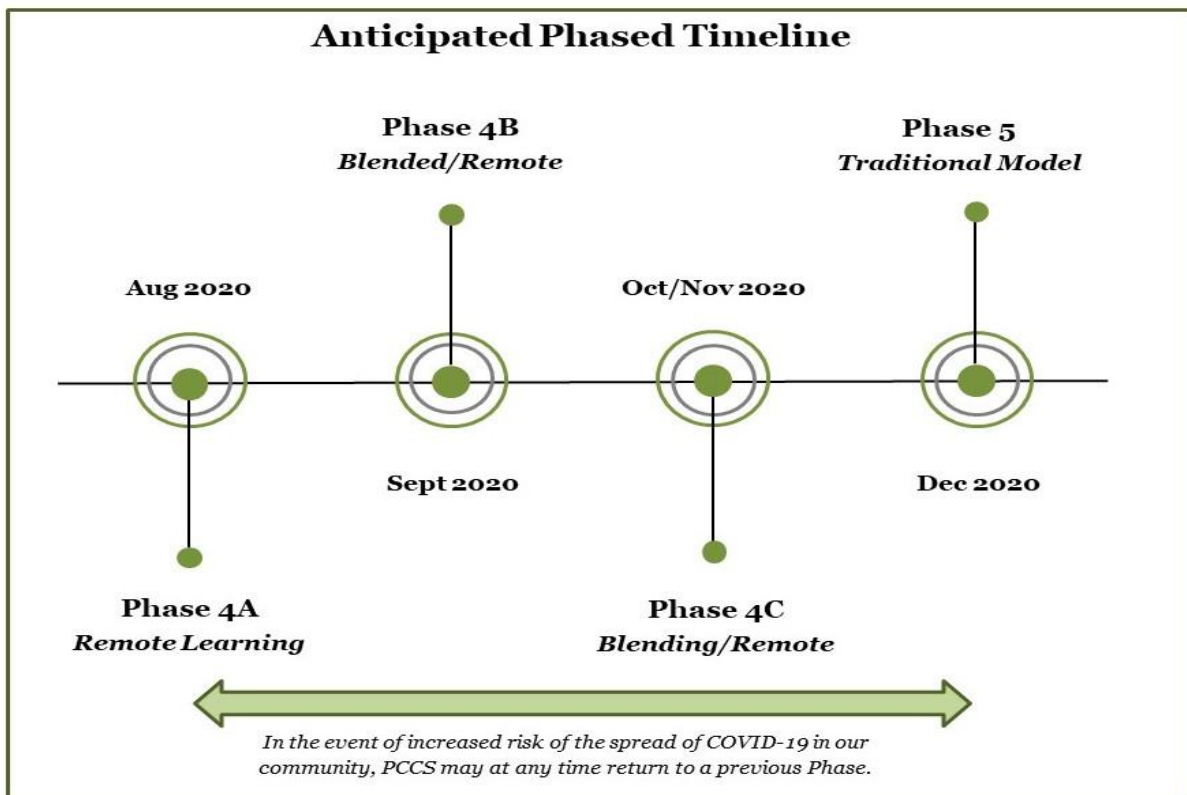 Anticipated Phased Timeline
Phase 4B
Blended/Remote
Phase 5
Traditional Model
Aug 2020
Oct/Nov 2020
Sept 2020
Dec 2020
Phase 4A
Remote Learning
Phase 4C
Blending/Remote
In the event of increased risk of the spread of COVID-19 in our
community, PCCS may at any time return to a previous Phase.